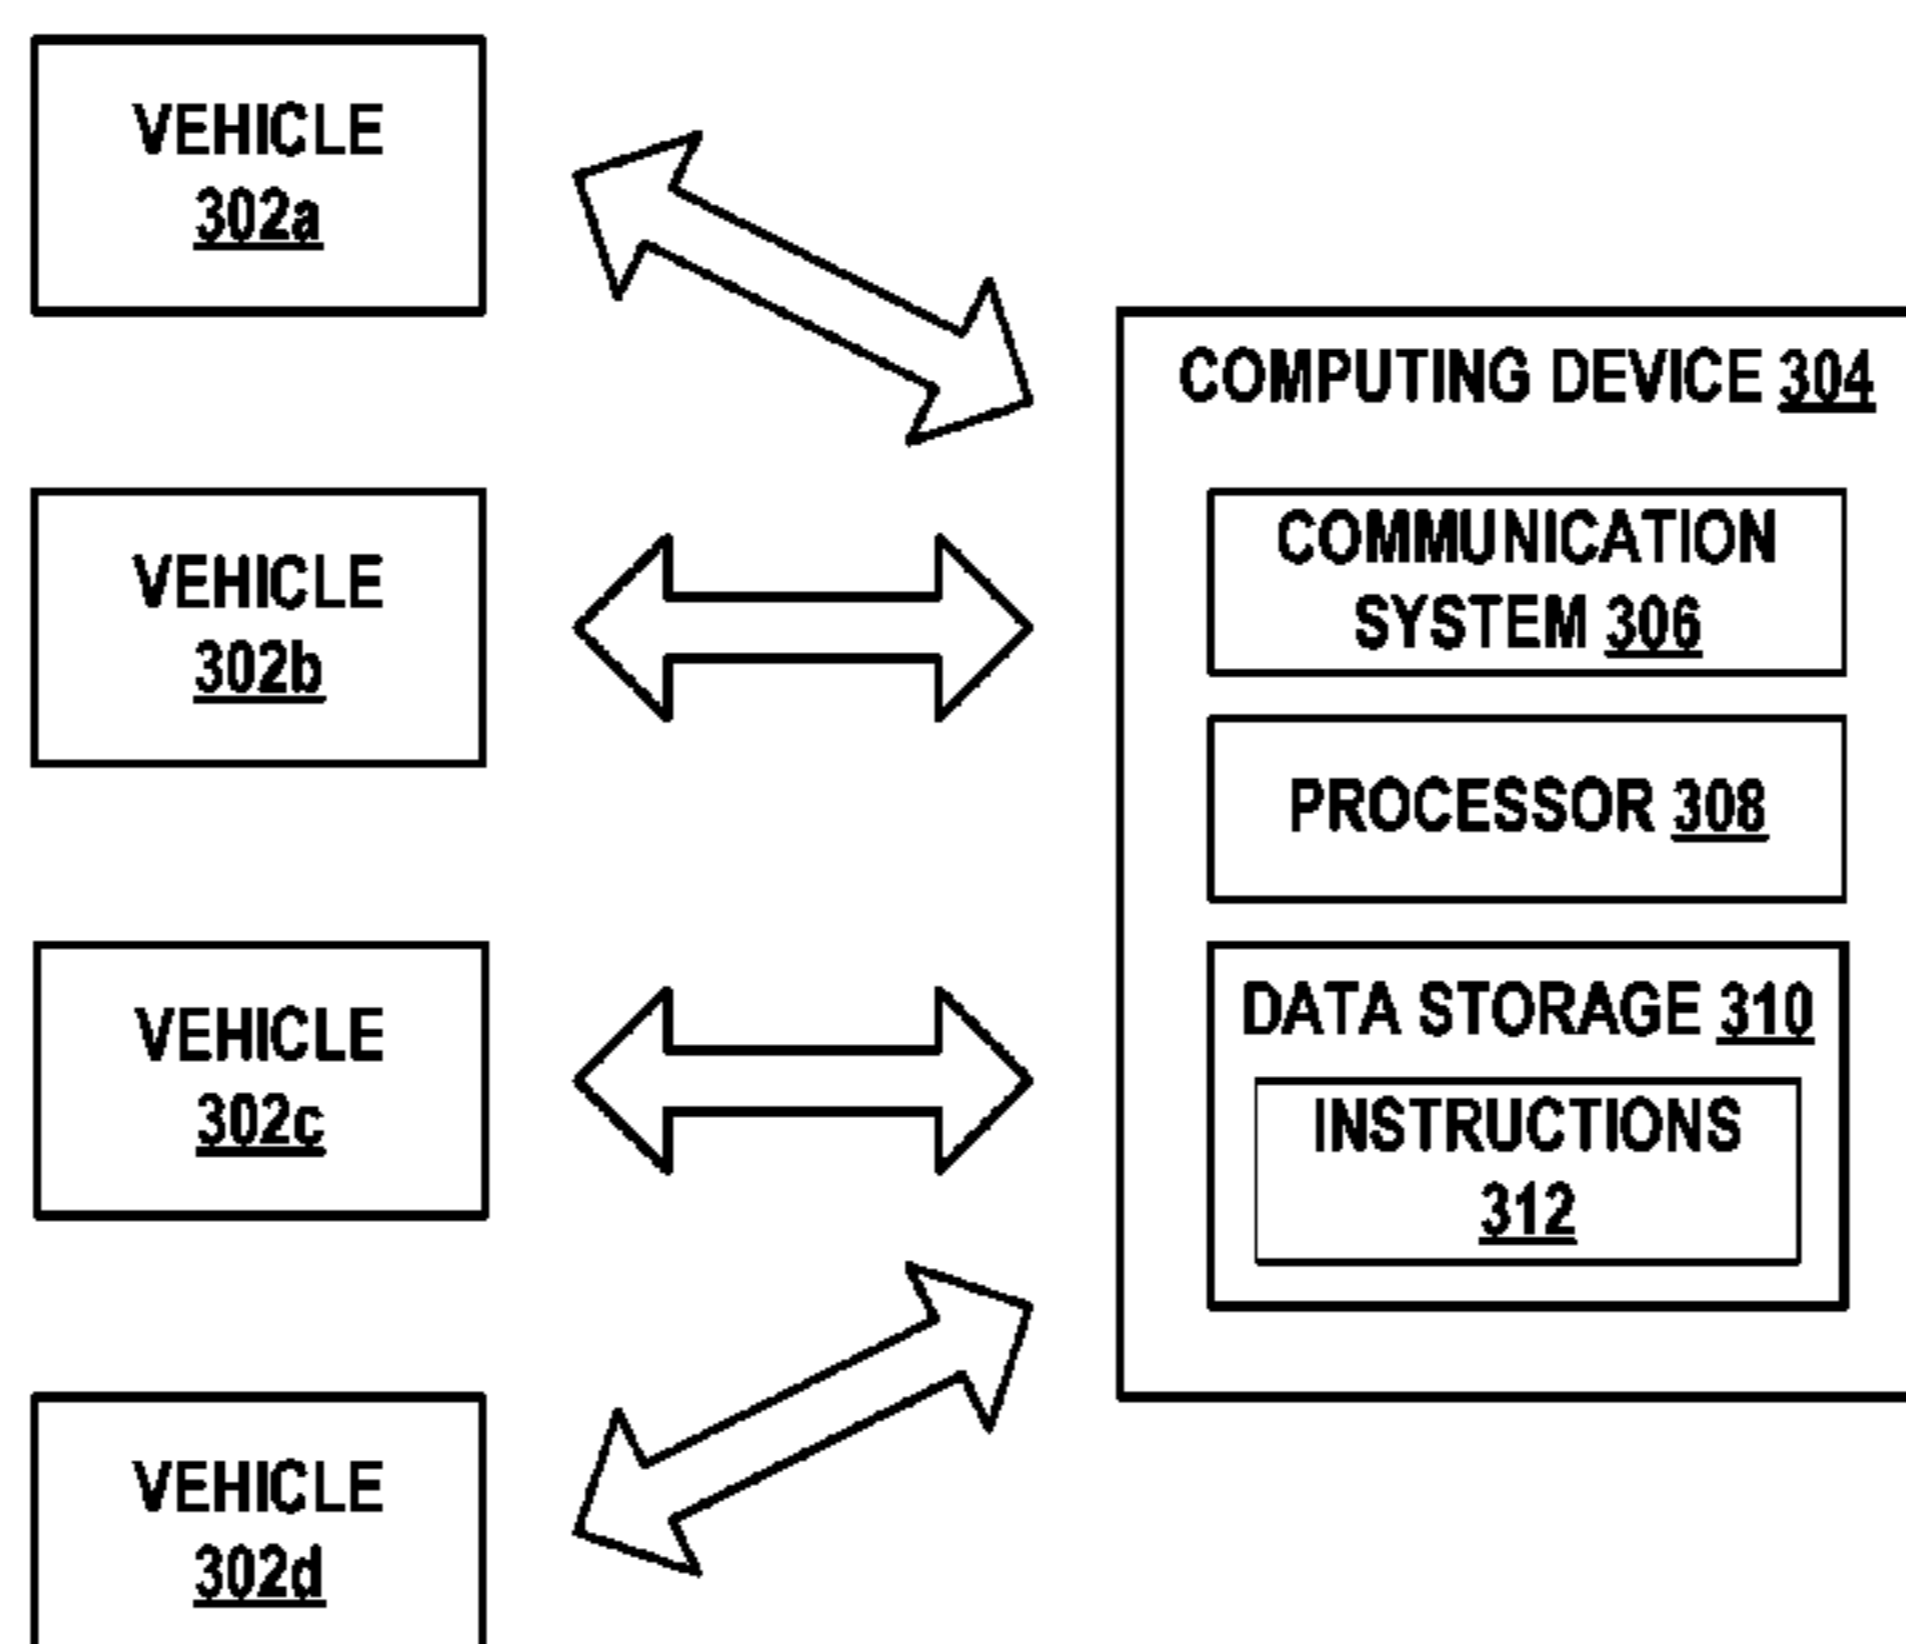 VEHICLE
302a
VEHICLE
302b
VEHICLE
302c
VEHICLE
302d
COMPUTING DEVICE 304
COMMUNICATION
SYSTEM 306
PROCESSOR 308
DATA STORAGE 310
INSTRUCTIONS
312